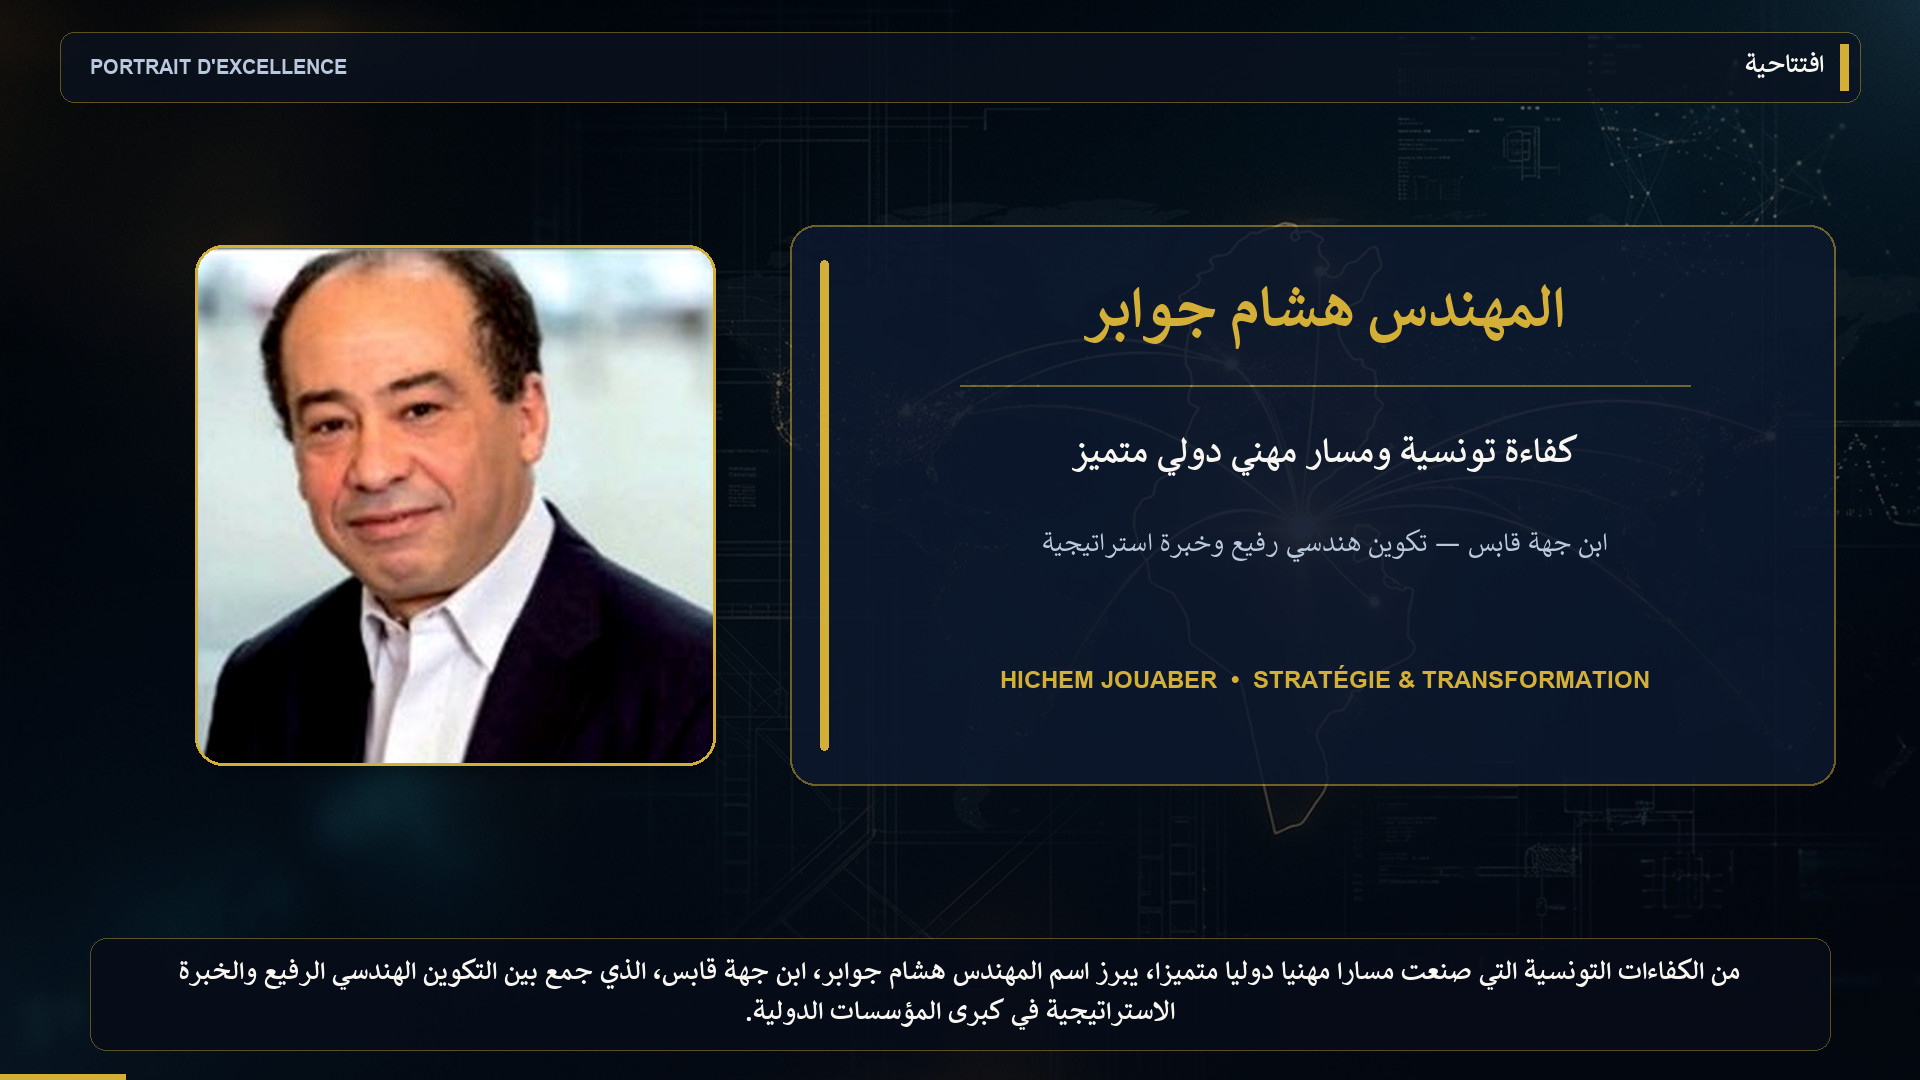 افتتاحية
PORTRAIT D'EXCELLENCE
المهندس هشام جوابر
كفاءة تونسية ومسار مهني دولي متميز
ابن جهة قابس — تكوين هندسي رفيع وخبرة استراتيجية
HICHEM JOUABER • STRATÉGIE & TRANSFORMATION
من الكفاءات التونسية التي صنعت مسارا مهنيا دوليا متميزا، يبرز اسم المهندس هشام جوابر، ابن جهة قابس، الذي جمع بين التكوين الهندسي الرفيع والخبرة
الاستراتيجية في كبرى المؤسسات الدولية.